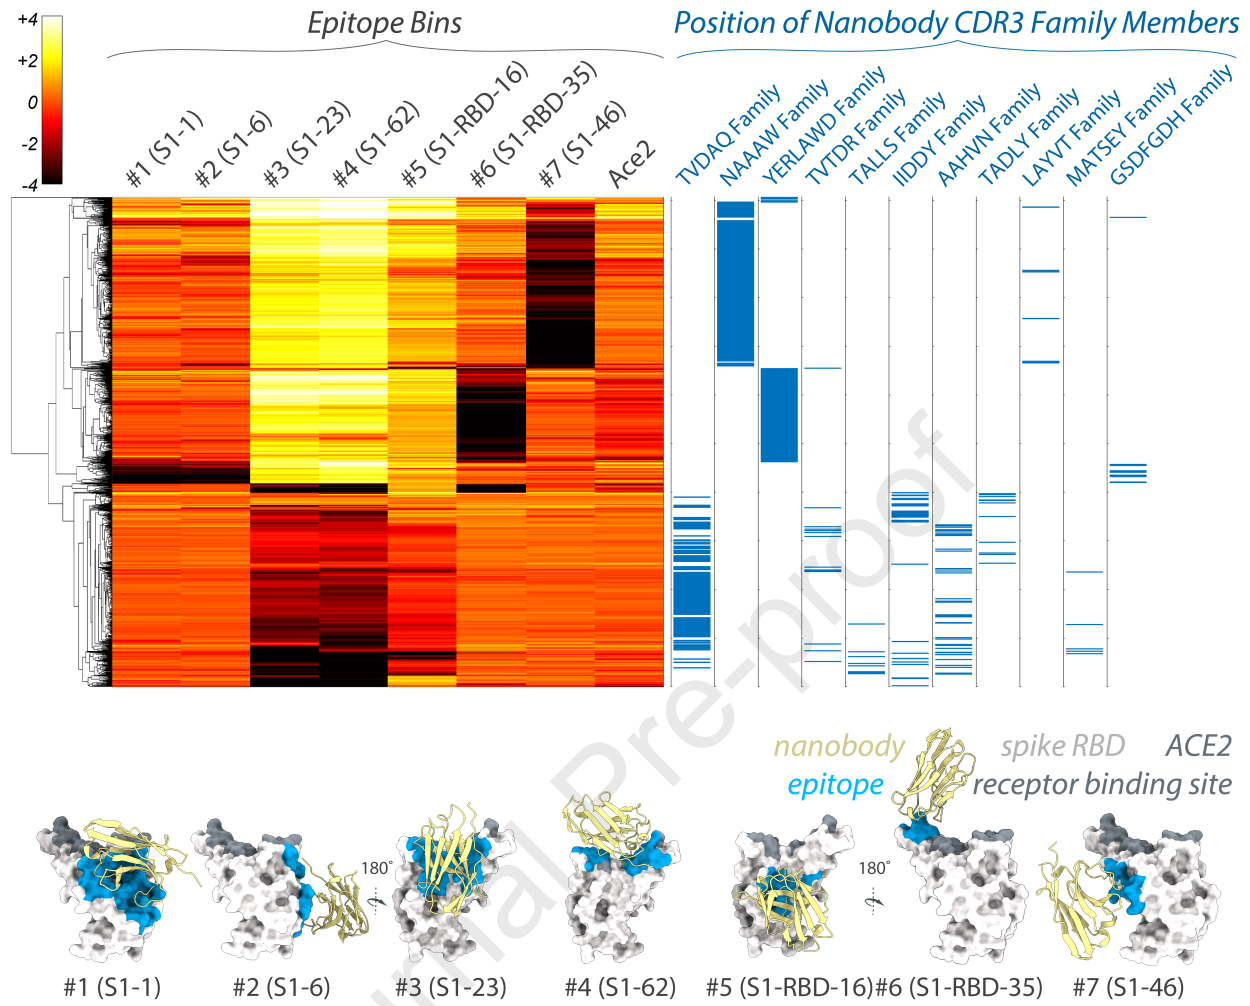 Epitope Bins
Position of Nanobody CDR3 Family Members
+4
+2
0
-2
-4
#1 (S1-1)
#2 (S1-6)
#3 (S1-23)
#4 (S1-62)
#5 (S1-RBD-16)
#6 (S1-RBD-35)
#7 (S1-46)
Ace2
TVDAQ Family
NAAAW Family
YERLAWD Family
TVTDR Family
TALLS Family
IIDDY Family
AAHVN Family
TADLY Family
LAYVT Family
MATSEY Family
GSDFGDH Family
nanobody
spike RBD
ACE2
epitope
receptor binding site
180°
180°
#1 (S1-1)
#2 (S1-6)
#3 (S1-23)
#4 (S1-62)
#5 (S1-RBD-16)
#6 (S1-RBD-35)
#7 (S1-46)
Pre-proof